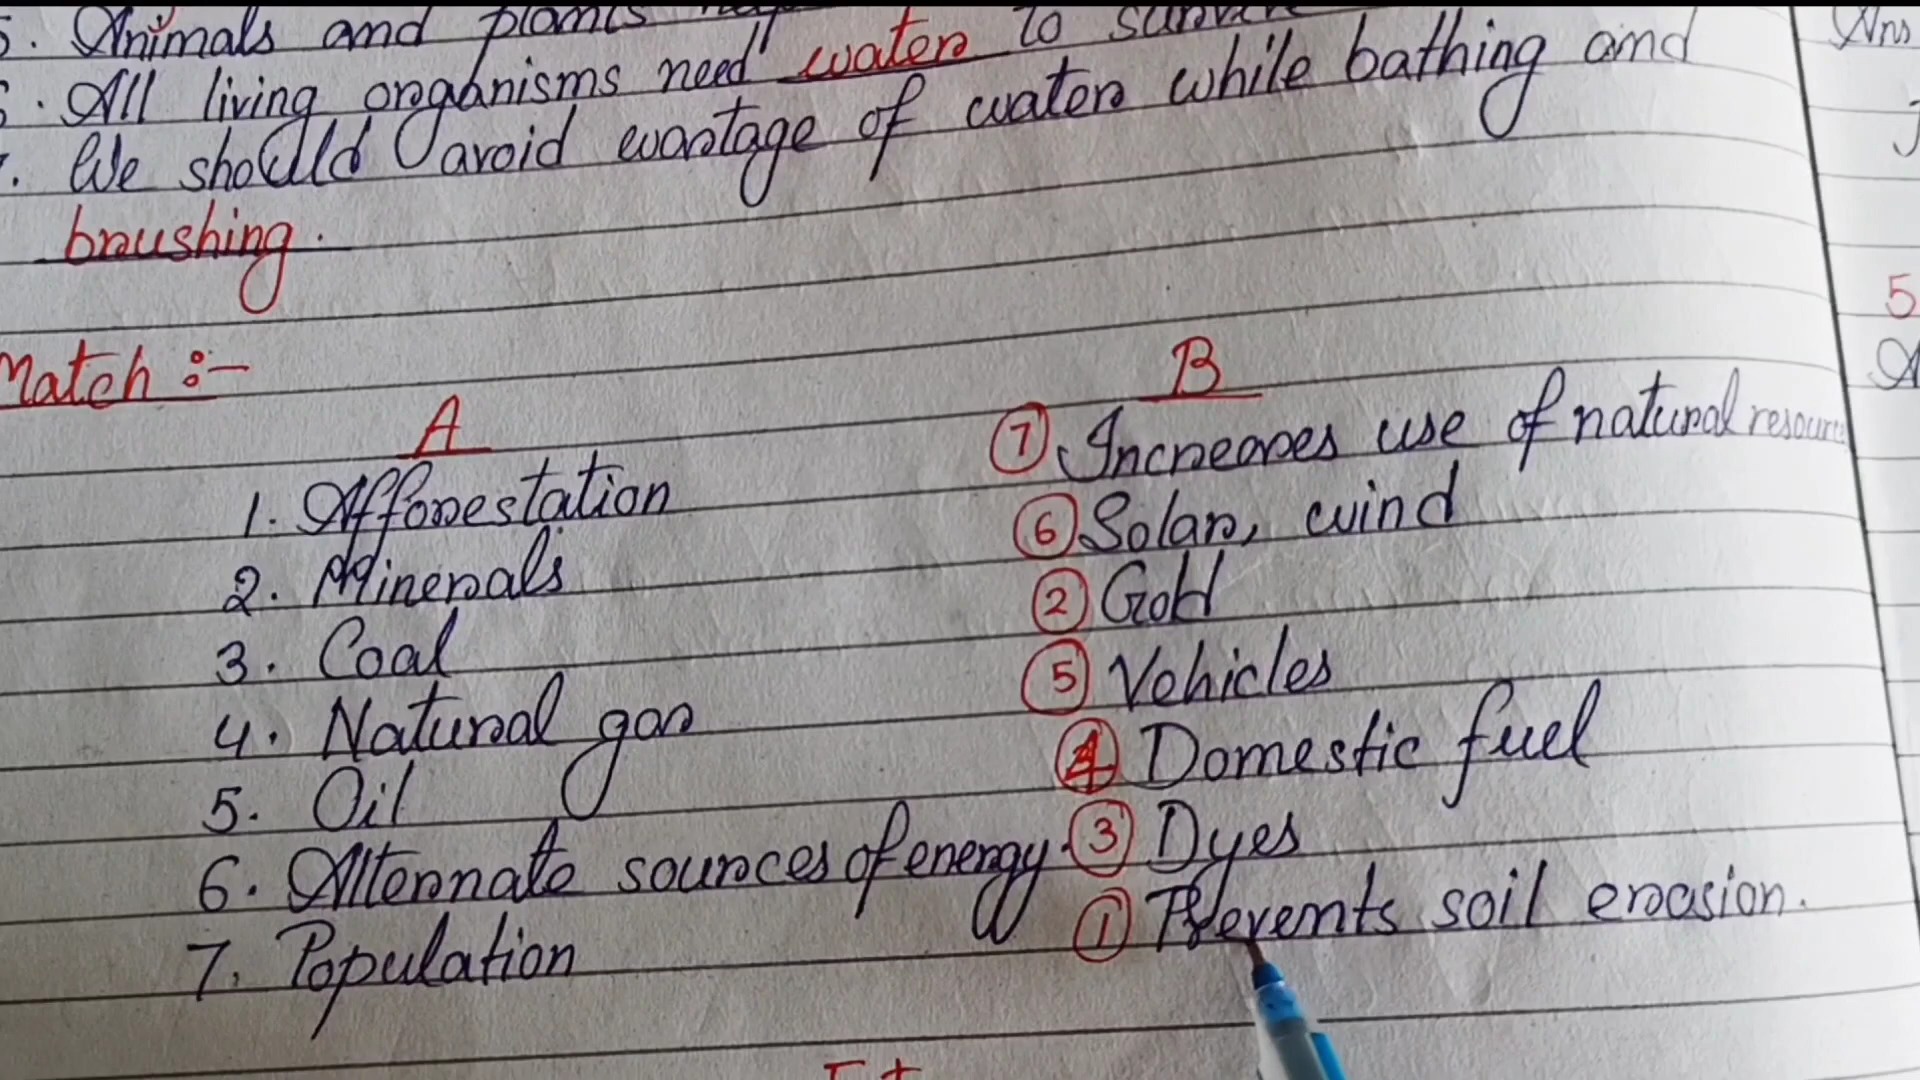 5. Animals and plants
6. All living organisms need water to survive
7. We should avoid wastage of water while bathing and
brushing.
Ans
5
Match :-
A
B
1. Afforestation
2. Minerals
3. Coal
4. Natural gas
5. Oil
6. Alternate sources of energy.
7. Population
7 Increases use of natural resource
6 Solar, wind
2 Gold
5 Vehicles
4 Domestic fuel
3 Dyes
1 Prevents soil erosion.